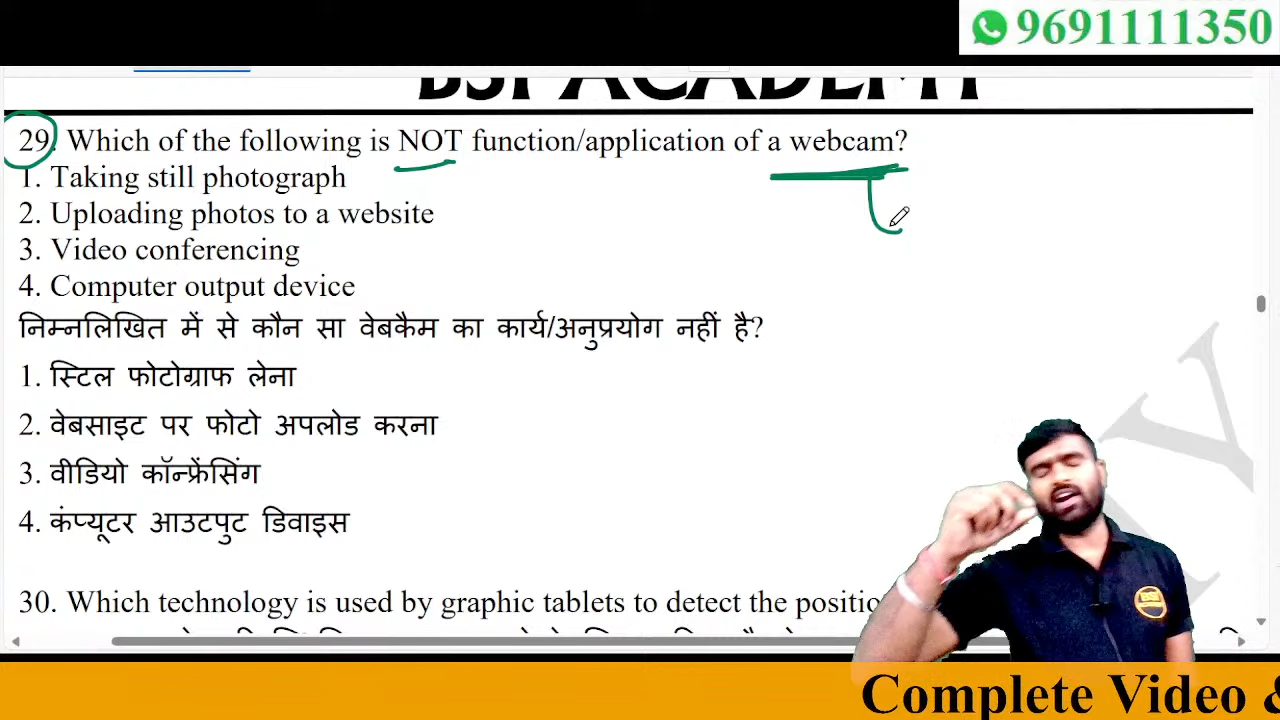 9691111350
BSI ACADEMY
29. Which of the following is NOT function/application of a webcam?
1. Taking still photograph
2. Uploading photos to a website
3. Video conferencing
4. Computer output device
निम्नलिखित में से कौन सा वेबकैम का कार्य/अनुप्रयोग नहीं है?
1. स्टिल फोटोग्राफ लेना
2. वेबसाइट पर फोटो अपलोड करना
3. वीडियो कॉन्फ्रेंसिंग
4. कंप्यूटर आउटपुट डिवाइस
30. Which technology is used by graphic tablets to detect the
BSI
Complete Video &